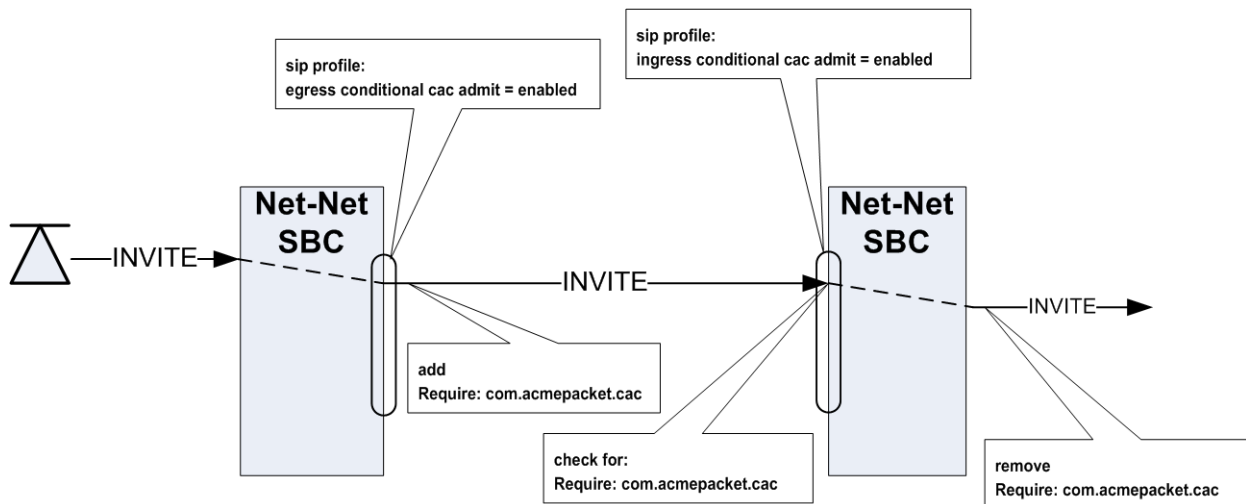 sip profile:
egress conditional cac admit = enabled
sip profile:
ingress conditional cac admit = enabled
Net-Net
SBC
Net-Net
SBC
INVITE
INVITE
INVITE
add
Require: com.acmepacket.cac
check for:
Require: com.acmepacket.cac
remove
Require: com.acmepacket.cac